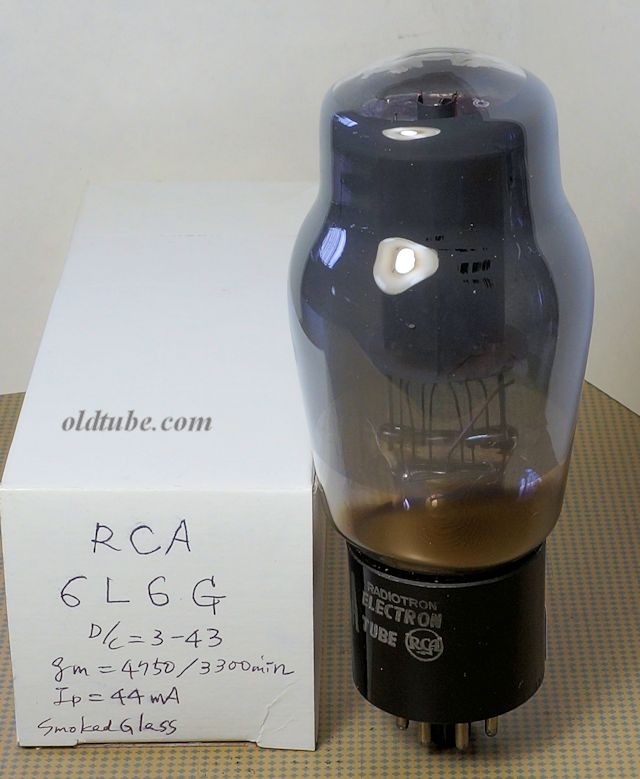 oldtube.com
RCA
6L6G
D/C = 3-43
gm = 4750/3300min
Ip = 44mA
Smoked Glass
RADIOTRON
ELECTRON
TUBE RCA